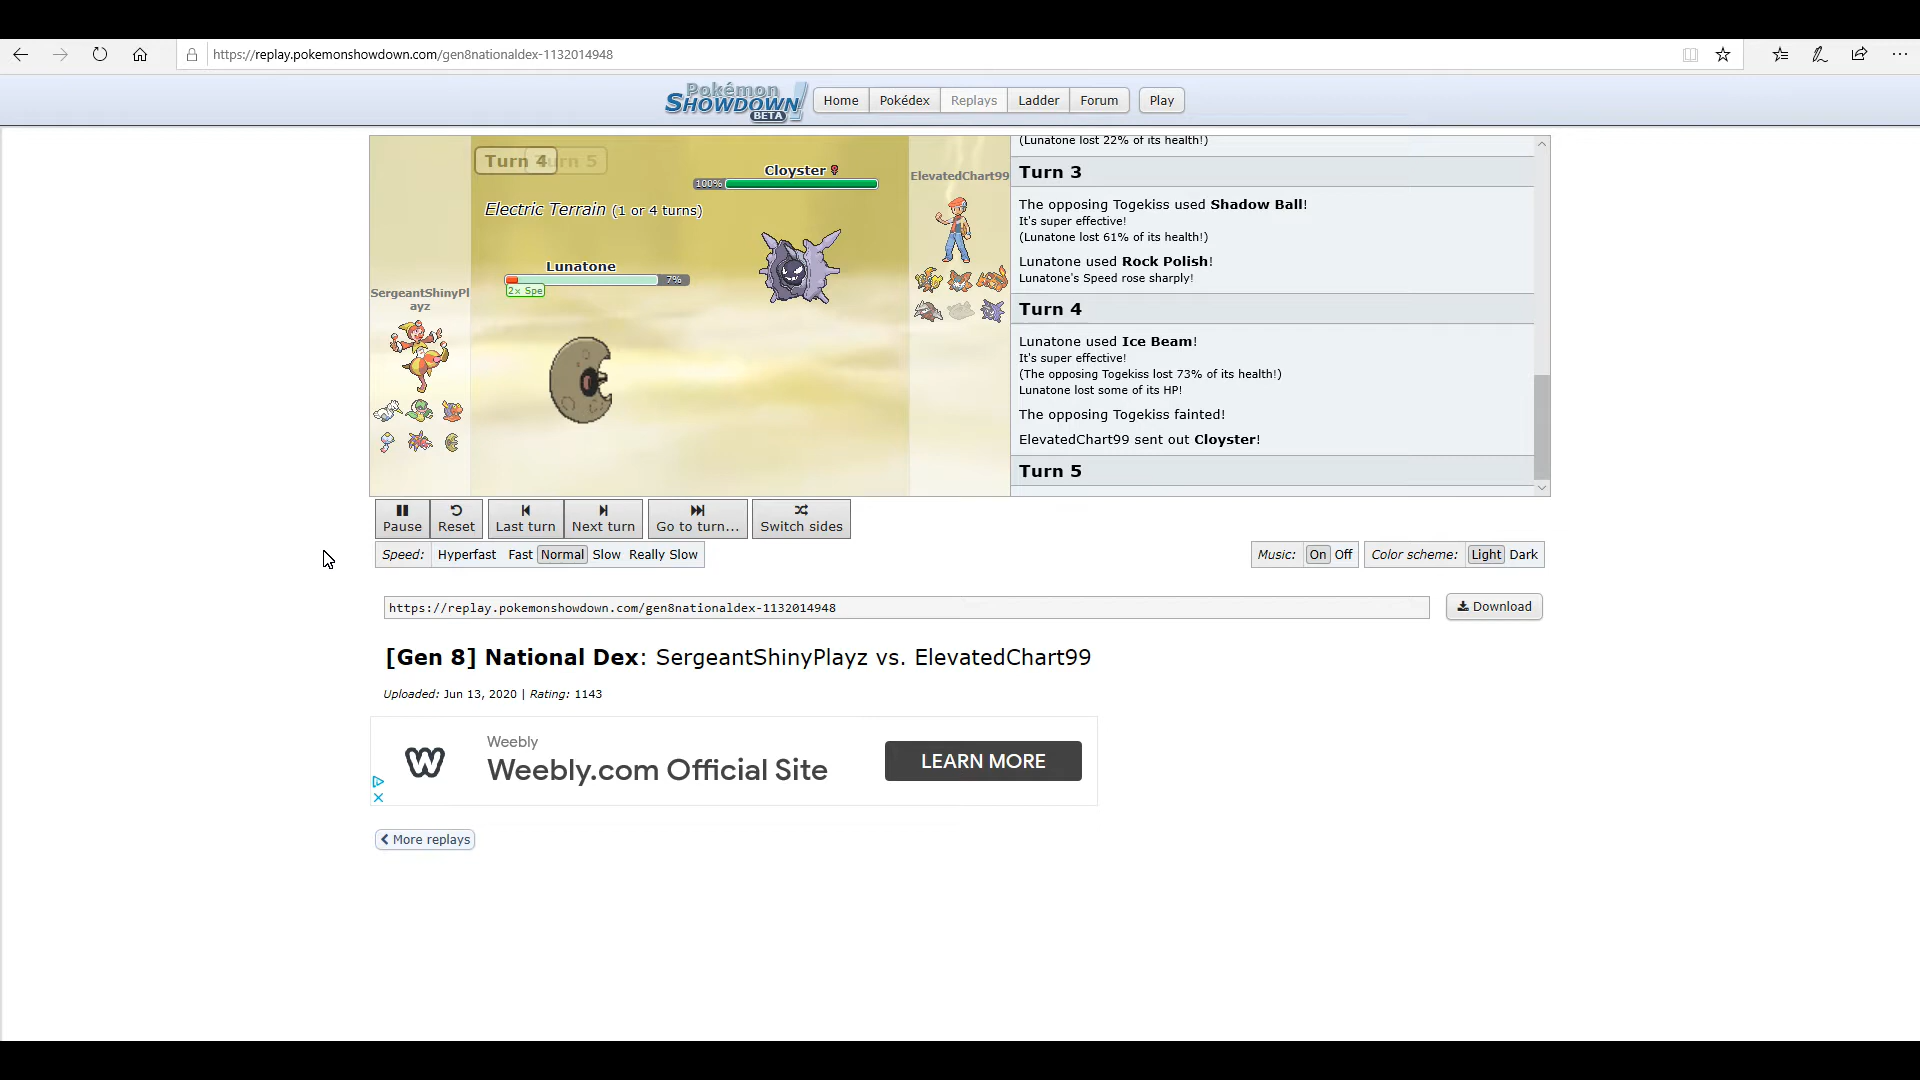 https://replay.pokemonshowdown.com/gen8nationaldex-1132014948
Pokémon
SHOWDOWN!
BETA
Home
Pokédex
Replays
Ladder
Forum
Play
Turn 4
Turn 5
Cloyster
100%
Electric Terrain (1 or 4 turns)
Lunatone
7%
2x Spe
SergeantShinyPl
ayz
ElevatedChart99
(Lunatone lost 22% of its health!)
Turn 3
The opposing Togekiss used Shadow Ball!
It's super effective!
(Lunatone lost 61% of its health!)
Lunatone used Rock Polish!
Lunatone's Speed rose sharply!
Turn 4
Lunatone used Ice Beam!
It's super effective!
(The opposing Togekiss lost 73% of its health!)
Lunatone lost some of its HP!
The opposing Togekiss fainted!
ElevatedChart99 sent out Cloyster!
Turn 5
Pause
Reset
Last turn
Next turn
Go to turn...
Switch sides
Speed: Hyperfast Fast Normal Slow Really Slow
Music: On Off
Color scheme: Light Dark
https://replay.pokemonshowdown.com/gen8nationaldex-1132014948
Download
[Gen 8] National Dex: SergeantShinyPlayz vs. ElevatedChart99
Uploaded: Jun 13, 2020 | Rating: 1143
Weebly
Weebly.com Official Site
LEARN MORE
More replays